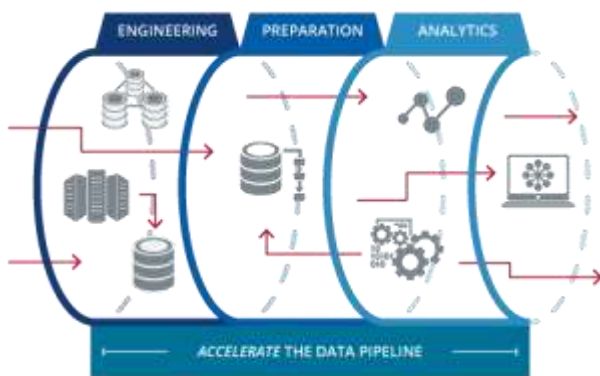 ENGINEERING
PREPARATION
ANALYTICS
ACCELERATE THE DATA PIPELINE